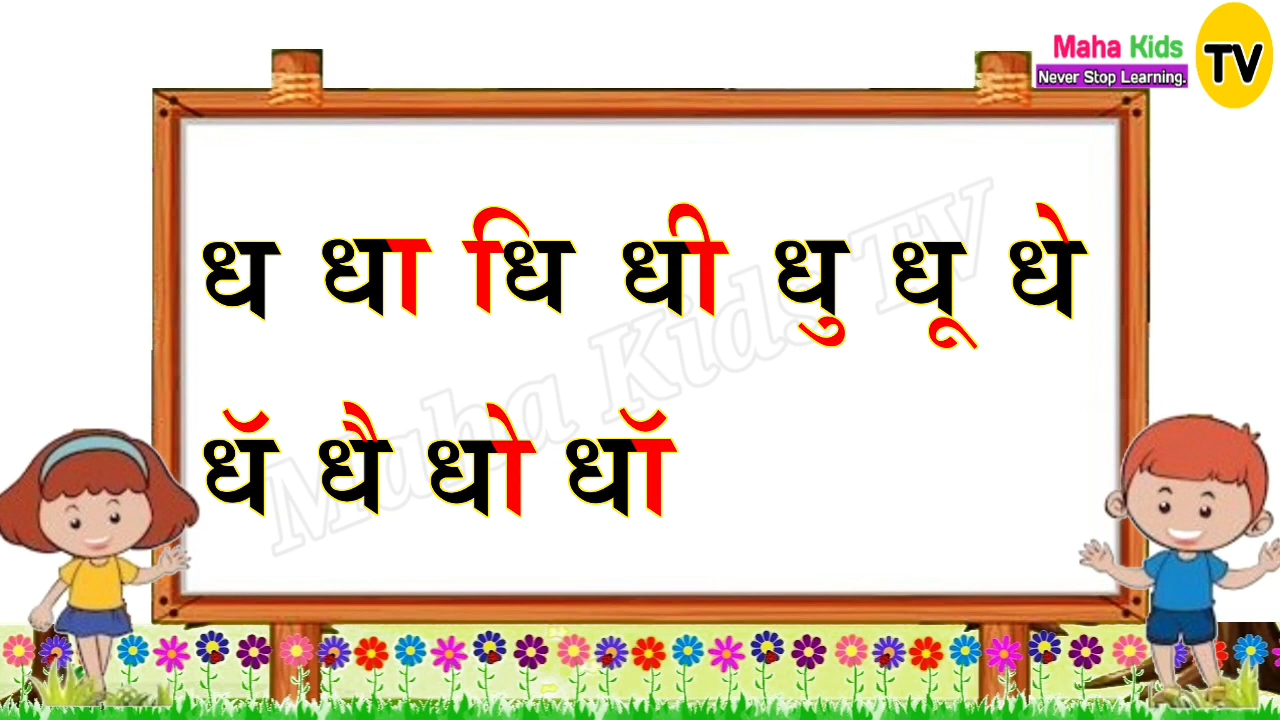 Maha Kids
TV
Never Stop Learning.
ध धा धि धी धु धू धे
धॅ धै धो धॉ
Maha Kids TV